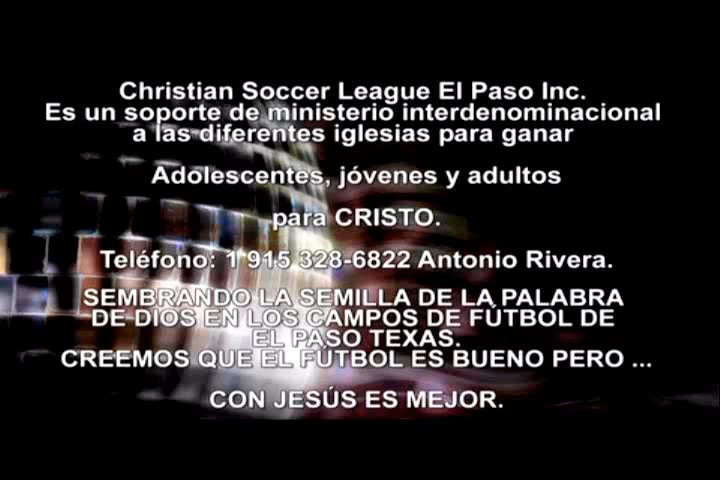 Christian Soccer League El Paso Inc.
Es un soporte de ministerio interdenominacional
a las diferentes iglesias para ganar
Adolescentes, jóvenes y adultos
para CRISTO.
Teléfono: 1 915 328-6822 Antonio Rivera.
SEMBRANDO LA SEMILLA DE LA PALABRA
DE DIOS EN LOS CAMPOS DE FÚTBOL DE
EL PASO TEXAS.
CREEMOS QUE EL FÚTBOL ES BUENO PERO ...
CON JESÚS ES MEJOR.